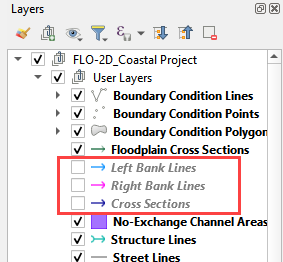 Layers
FLO-2D_Coastal Project
User Layers
Boundary Condition Lines
Boundary Condition Points
Boundary Condition Polygon
Floodplain Cross Sections
Left Bank Lines
Right Bank Lines
Cross Sections
No-Exchange Channel Areas
Structure Lines
Street Lines